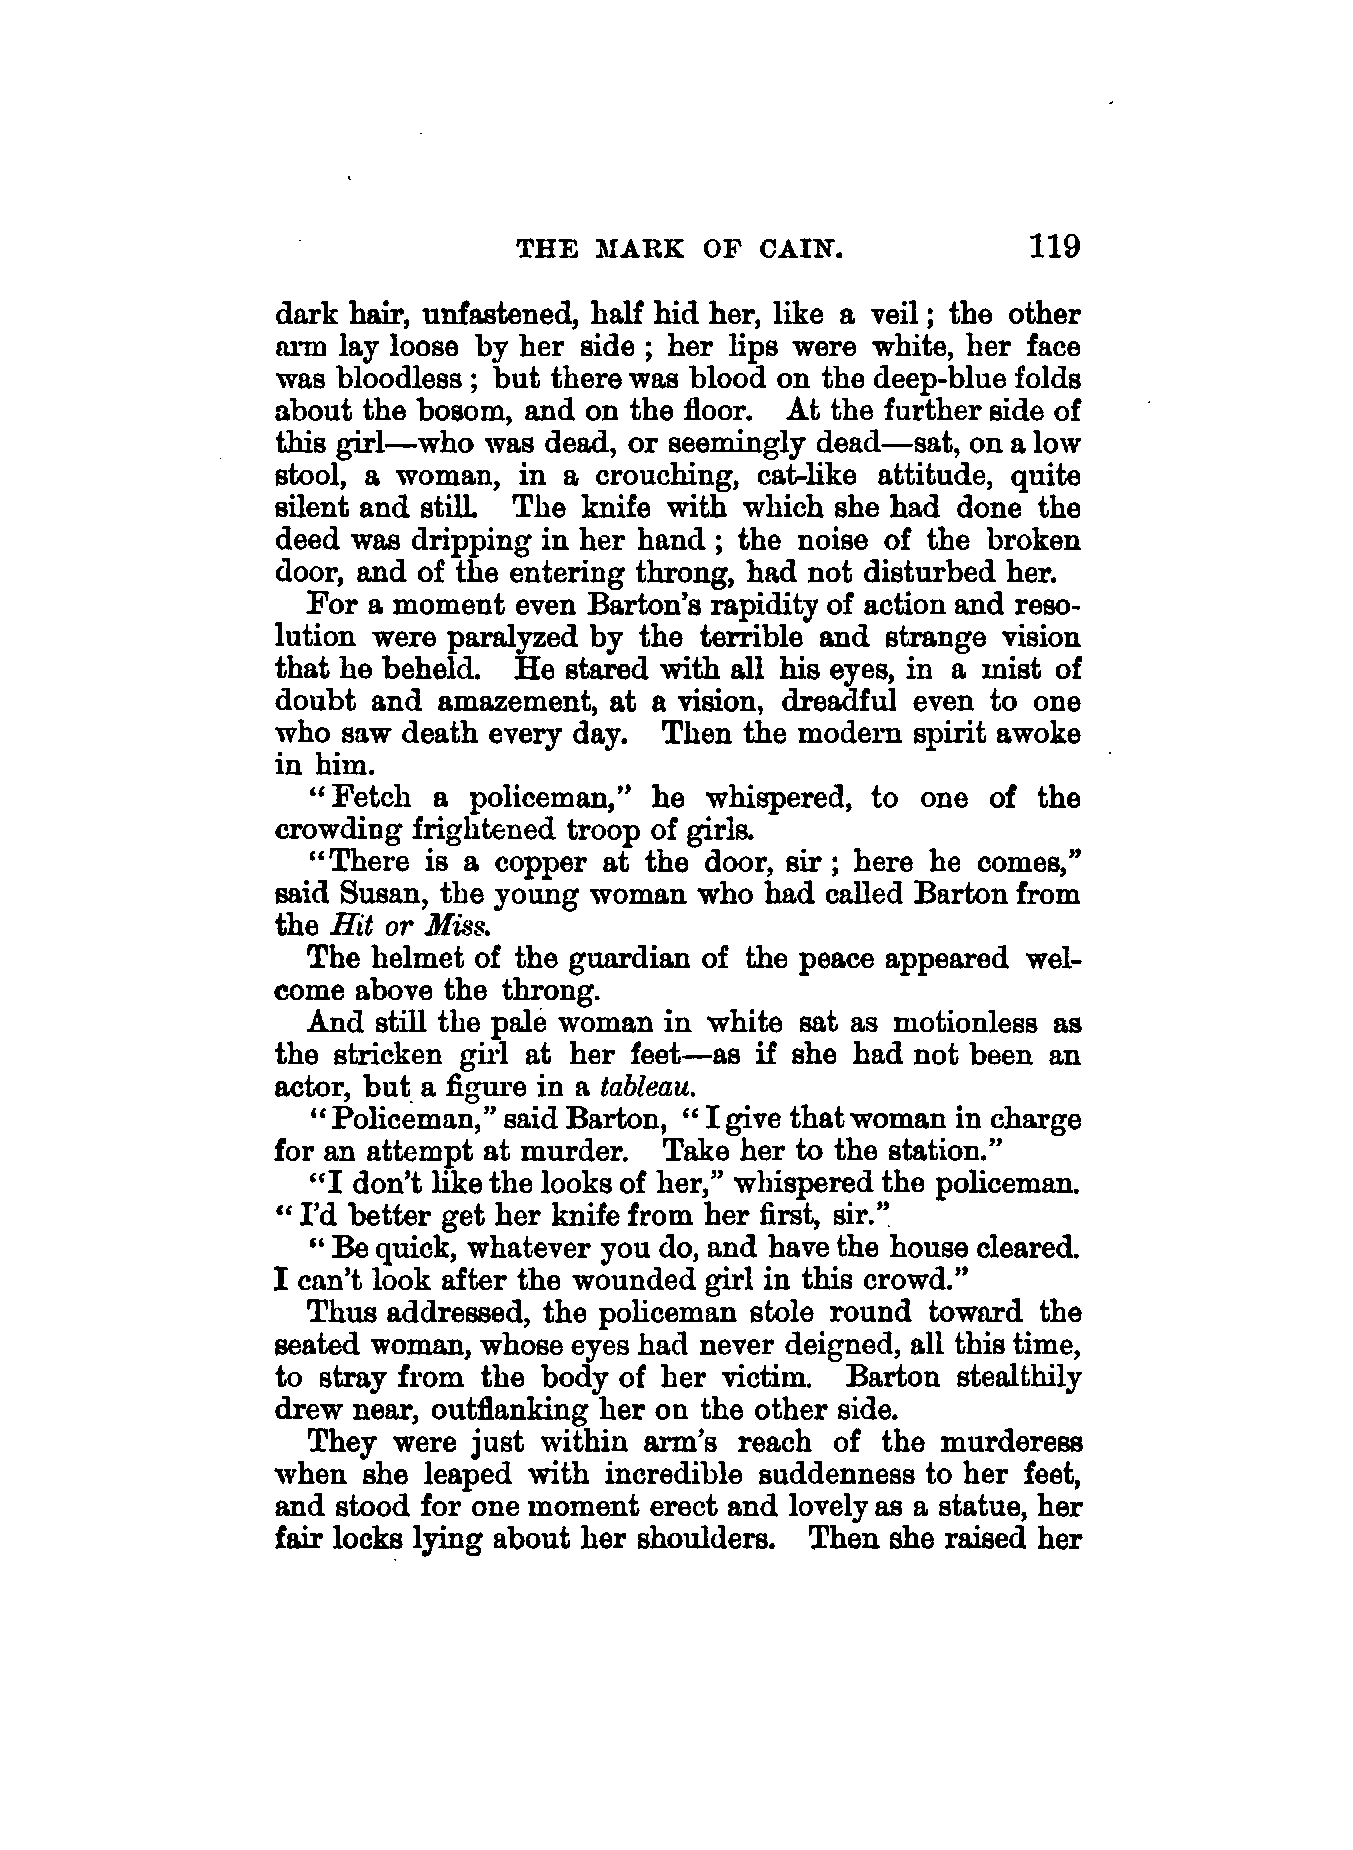 THE MARK OF CAIN. 119
dark hair, unfastened, half hid her, like a veil; the other
arm lay loose by her side; her lips were white, her face
was bloodless; but there was blood on the deep-blue folds
about the bosom, and on the floor. At the further side of
this girl—who was dead, or seemingly dead—sat, on a low
stool, a woman, in a crouching, cat-like attitude, quite
silent and still. The knife with which she had done the
deed was dripping in her hand; the noise of the broken
door, and of the entering throng, had not disturbed her.
For a moment even Barton's rapidity of action and reso-
lution were paralyzed by the terrible and strange vision
that he beheld. He stared with all his eyes, in a mist of
doubt and amazement, at a vision, dreadful even to one
who saw death every day. Then the modern spirit awoke
in him.
"Fetch a policeman," he whispered, to one of the
crowding frightened troop of girls.
"There is a copper at the door, sir; here he comes,"
said Susan, the young woman who had called Barton from
the Hit or Miss.
The helmet of the guardian of the peace appeared wel-
come above the throng.
And still the pale woman in white sat as motionless as
the stricken girl at her feet—as if she had not been an
actor, but a figure in a tableau.
"Policeman," said Barton, "I give that woman in charge
for an attempt at murder. Take her to the station."
"I don't like the looks of her," whispered the policeman.
"I'd better get her knife from her first, sir."
"Be quick, whatever you do, and have the house cleared.
I can't look after the wounded girl in this crowd."
Thus addressed, the policeman stole round toward the
seated woman, whose eyes had never deigned, all this time,
to stray from the body of her victim. Barton stealthily
drew near, outflanking her on the other side.
They were just within arm's reach of the murderess
when she leaped with incredible suddenness to her feet,
and stood for one moment erect and lovely as a statue, her
fair locks lying about her shoulders. Then she raised her